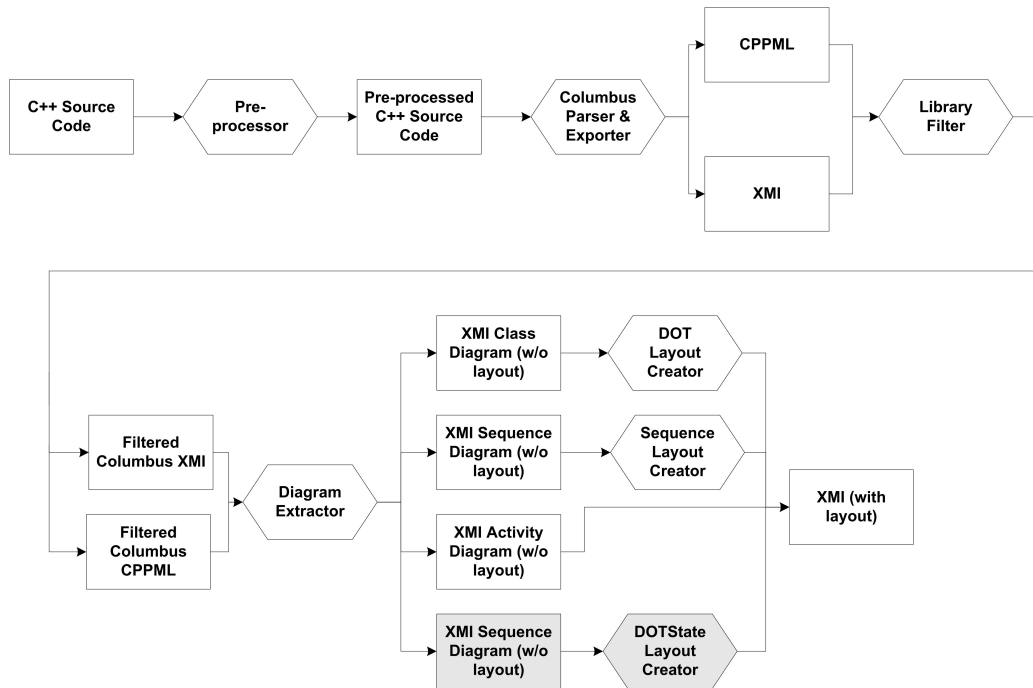 C++ Source
Code
Pre-
processor
Pre-processed
C++ Source
Code
Columbus
Parser &
Exporter
CPPML
XMI
Library
Filter
Filtered
Columbus XMI
Filtered
Columbus
CPPML
Diagram
Extractor
XMI Class
Diagram (w/o
layout)
DOT
Layout
Creator
XMI Sequence
Diagram (w/o
layout)
Sequence
Layout
Creator
XMI Activity
Diagram (w/o
layout)
XMI Sequence
Diagram (w/o
layout)
DOTState
Layout
Creator
XMI (with
layout)